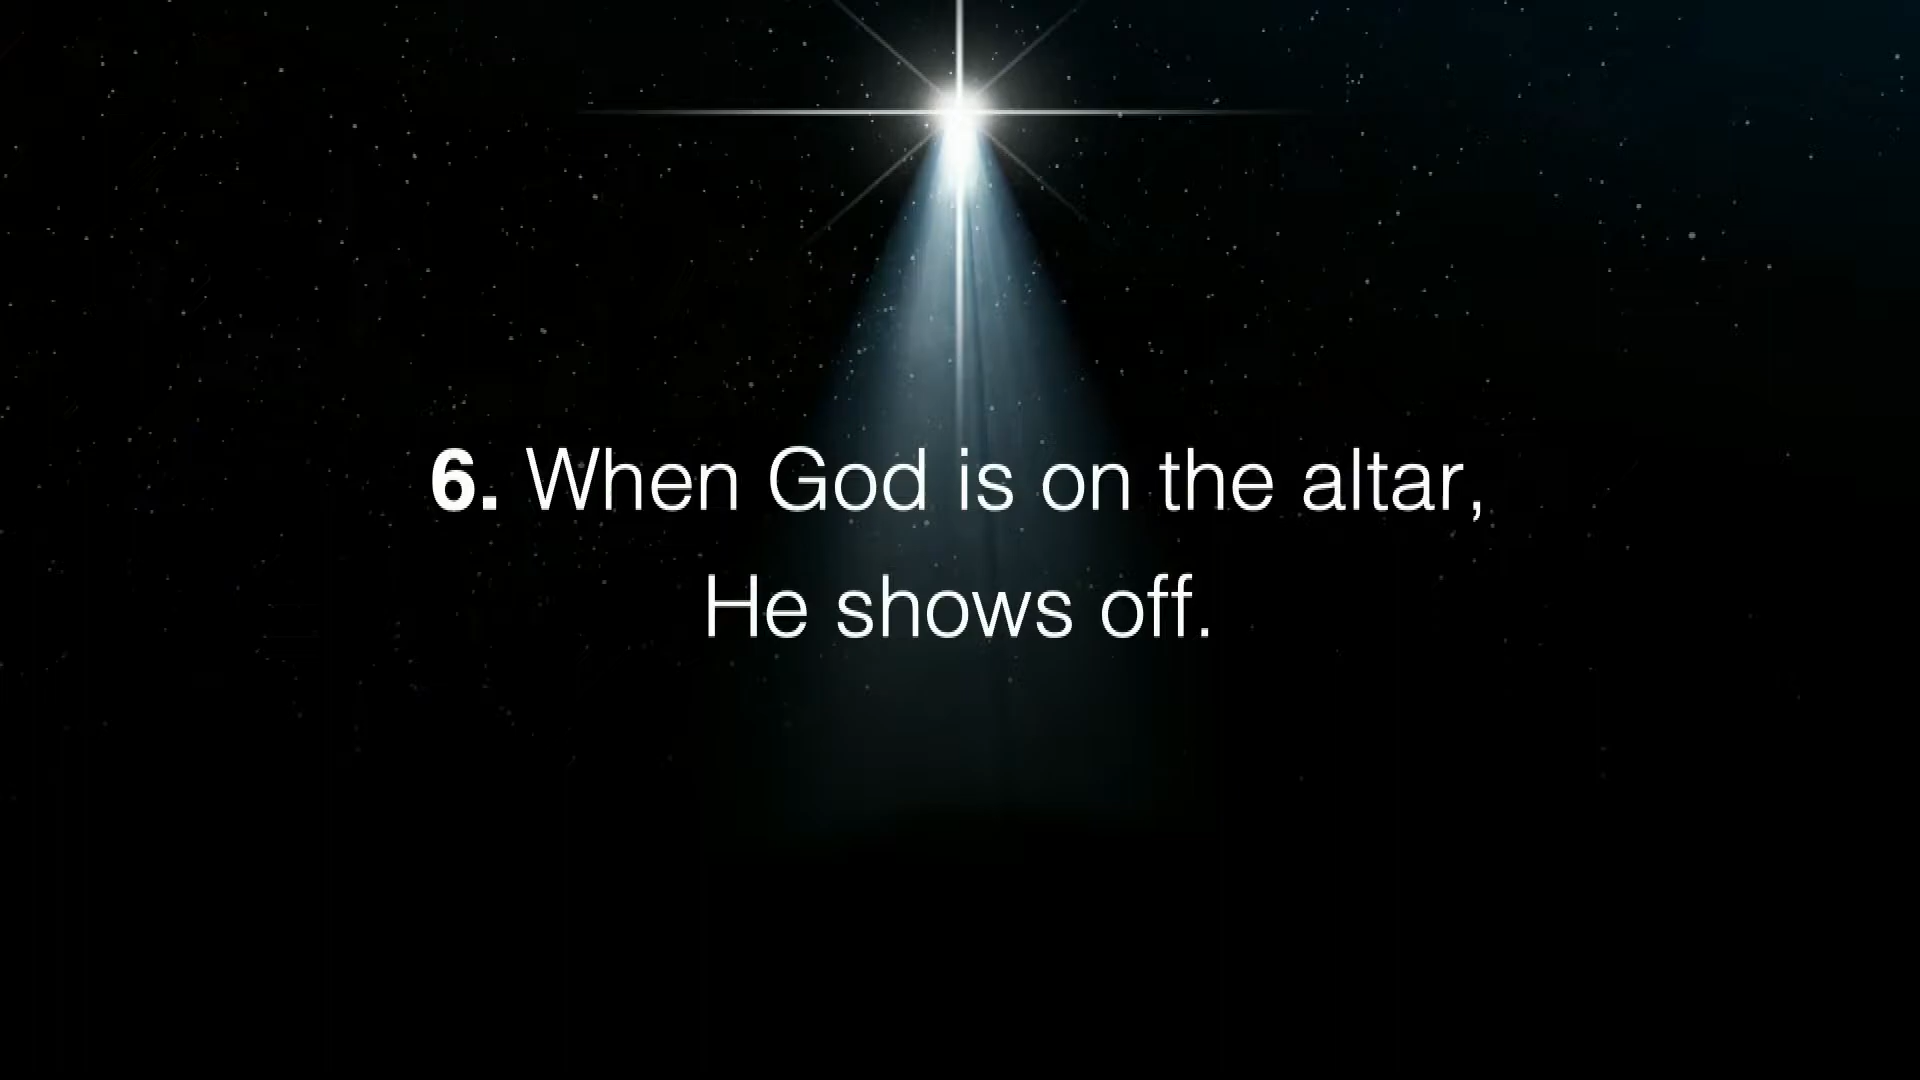 6. When God is on the altar,
He shows off.